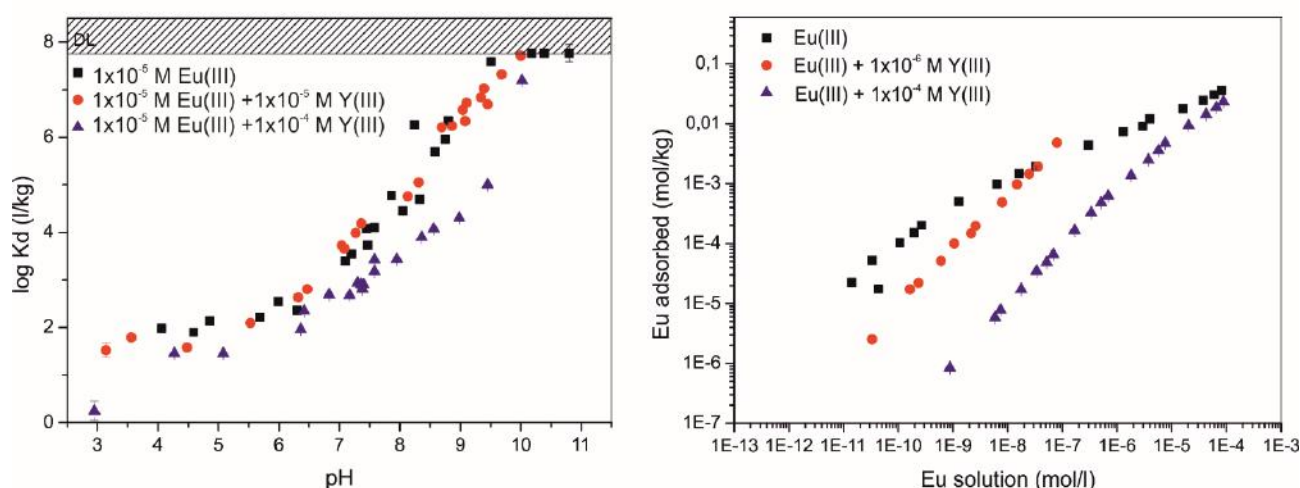 DL
1x10⁻⁵ M Eu(III)
1x10⁻⁵ M Eu(III) +1x10⁻⁵ M Y(III)
1x10⁻⁵ M Eu(III) +1x10⁻⁴ M Y(III)
log Kd (l/kg)
8
6
4
2
0
3 4 5 6 7 8 9 10 11
pH
Eu(III)
Eu(III) + 1x10⁻⁶ M Y(III)
Eu(III) + 1x10⁻⁴ M Y(III)
Eu adsorbed (mol/kg)
0,1
0,01
1E-3
1E-4
1E-5
1E-6
1E-7
1E-13 1E-12 1E-11 1E-10 1E-9 1E-8 1E-7 1E-6 1E-5 1E-4 1E-3
Eu solution (mol/l)